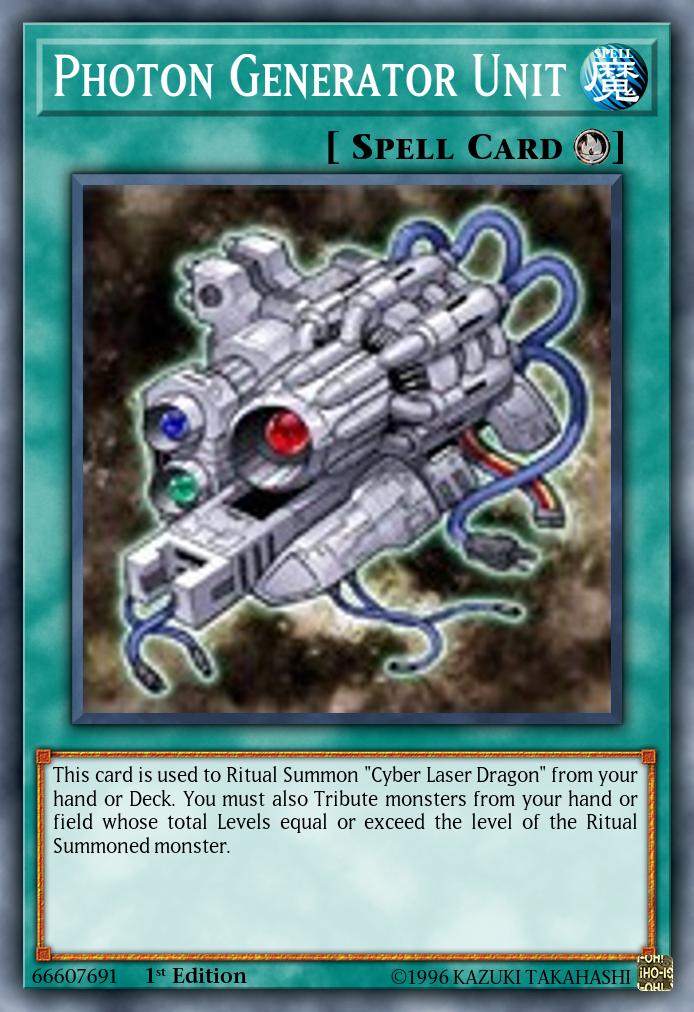 Photon Generator Unit
SPELL
魔
[ Spell Card ]
This card is used to Ritual Summon "Cyber Laser Dragon" from your
hand or Deck. You must also Tribute monsters from your hand or
field whose total Levels equal or exceed the level of the Ritual
Summoned monster.
66607691 1st Edition ©1996 KAZUKI TAKAHASHI